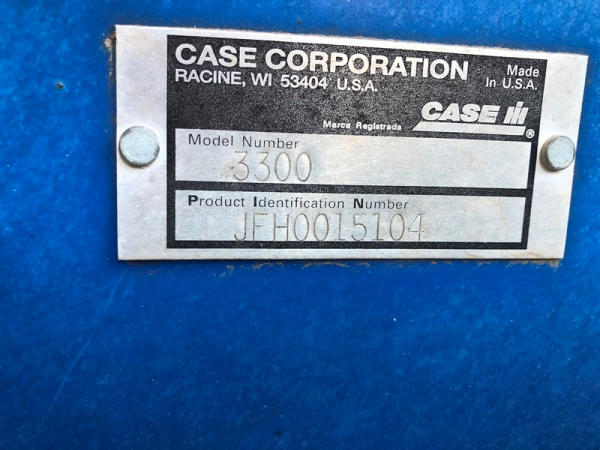 CASE CORPORATION
RACINE, WI 53404 U.S.A.
Made
In U.S.A.
CASE IH
®
Marca Registrada
Model Number
3300
Product Identification Number
JFH0015104